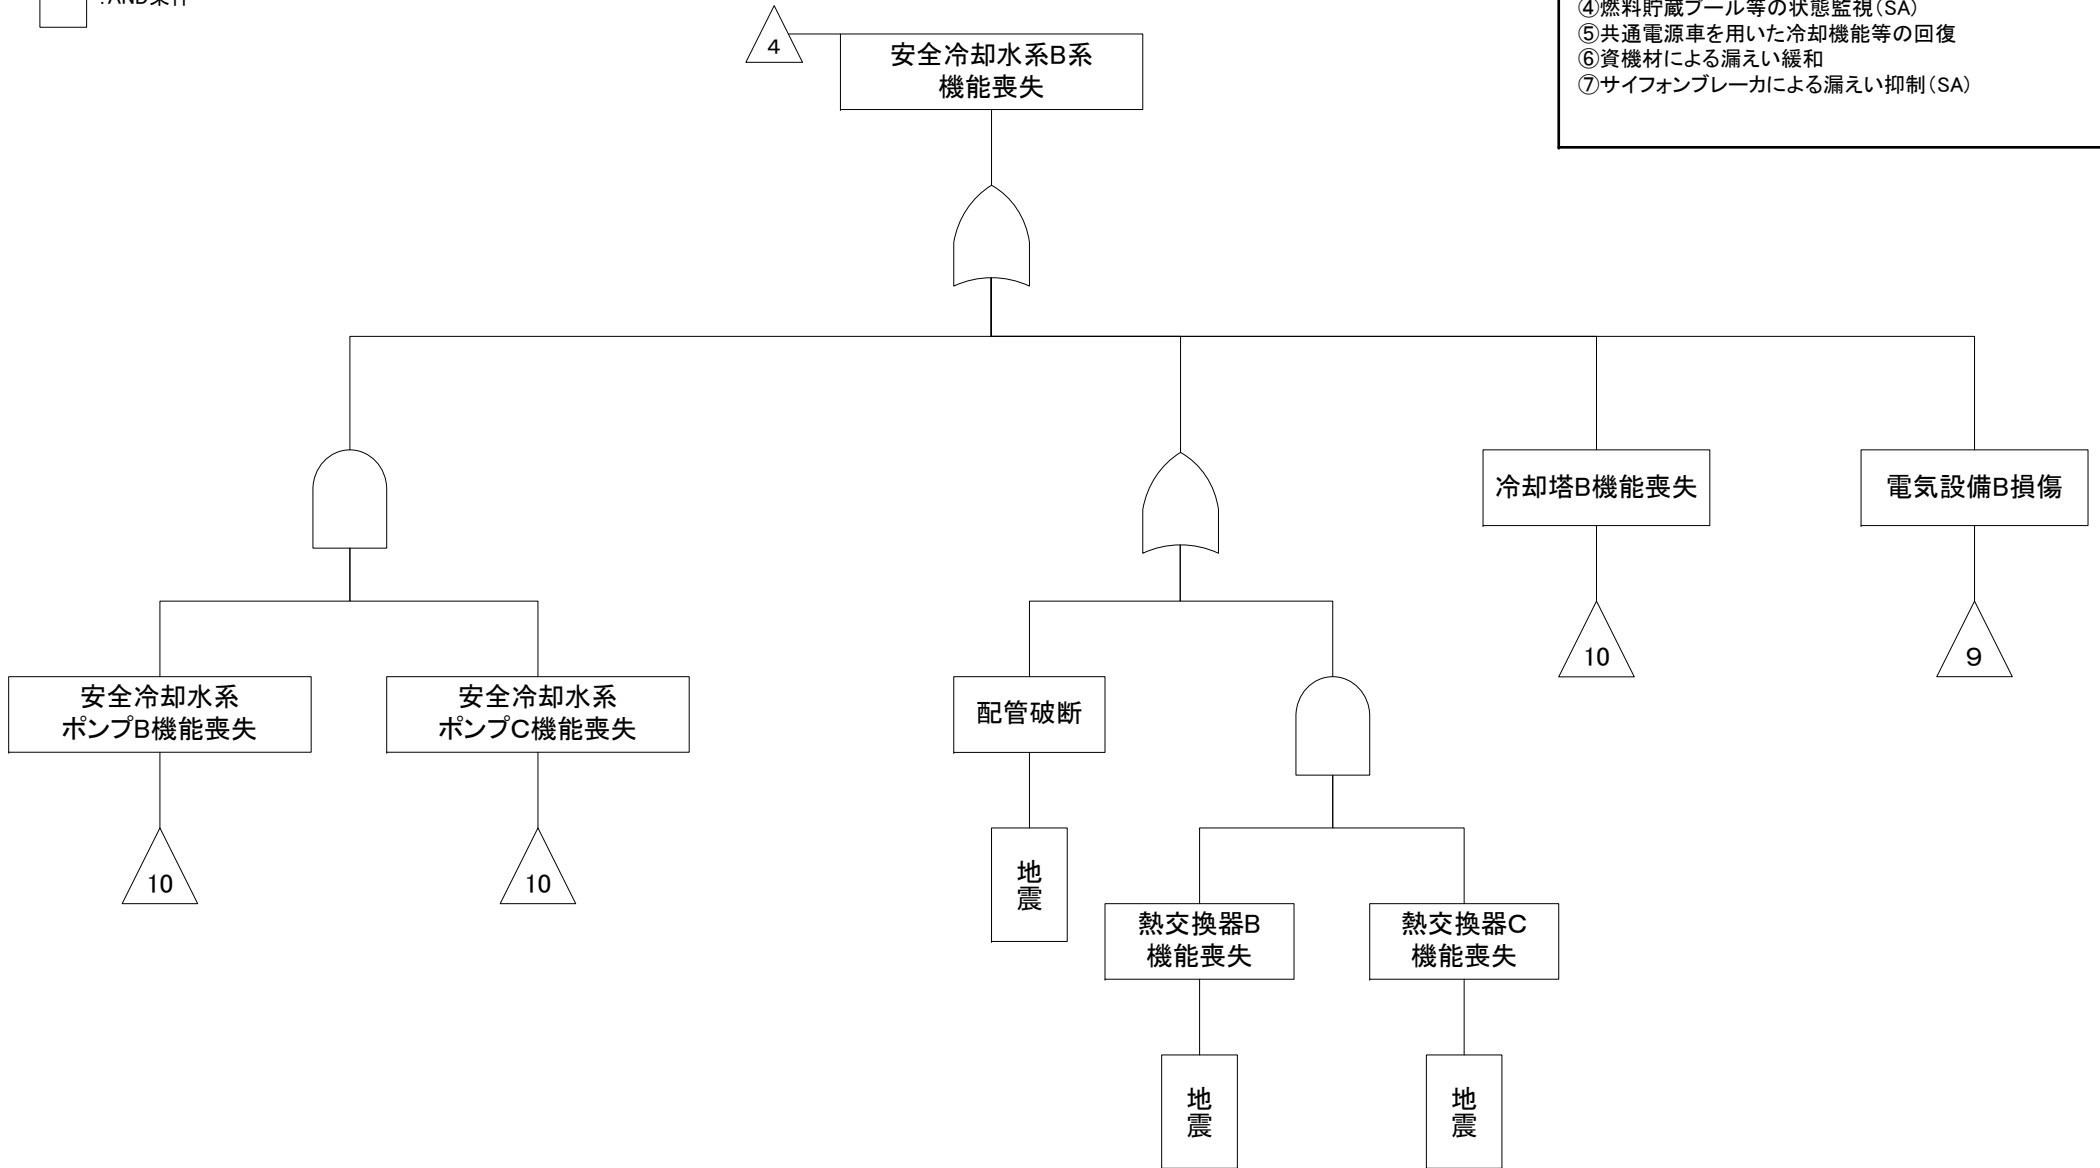 :AND条件
④燃料貯蔵プール等の状態監視(SA)
⑤共通電源車を用いた冷却機能等の回復
⑥資機材による漏えい緩和
⑦サイフォンブレーカによる漏えい抑制(SA)
4
安全冷却水系B系
機能喪失
冷却塔B機能喪失
電気設備B損傷
10
9
安全冷却水系
ポンプB機能喪失
安全冷却水系
ポンプC機能喪失
配管破断
10
10
地震
熱交換器B
機能喪失
熱交換器C
機能喪失
地震
地震